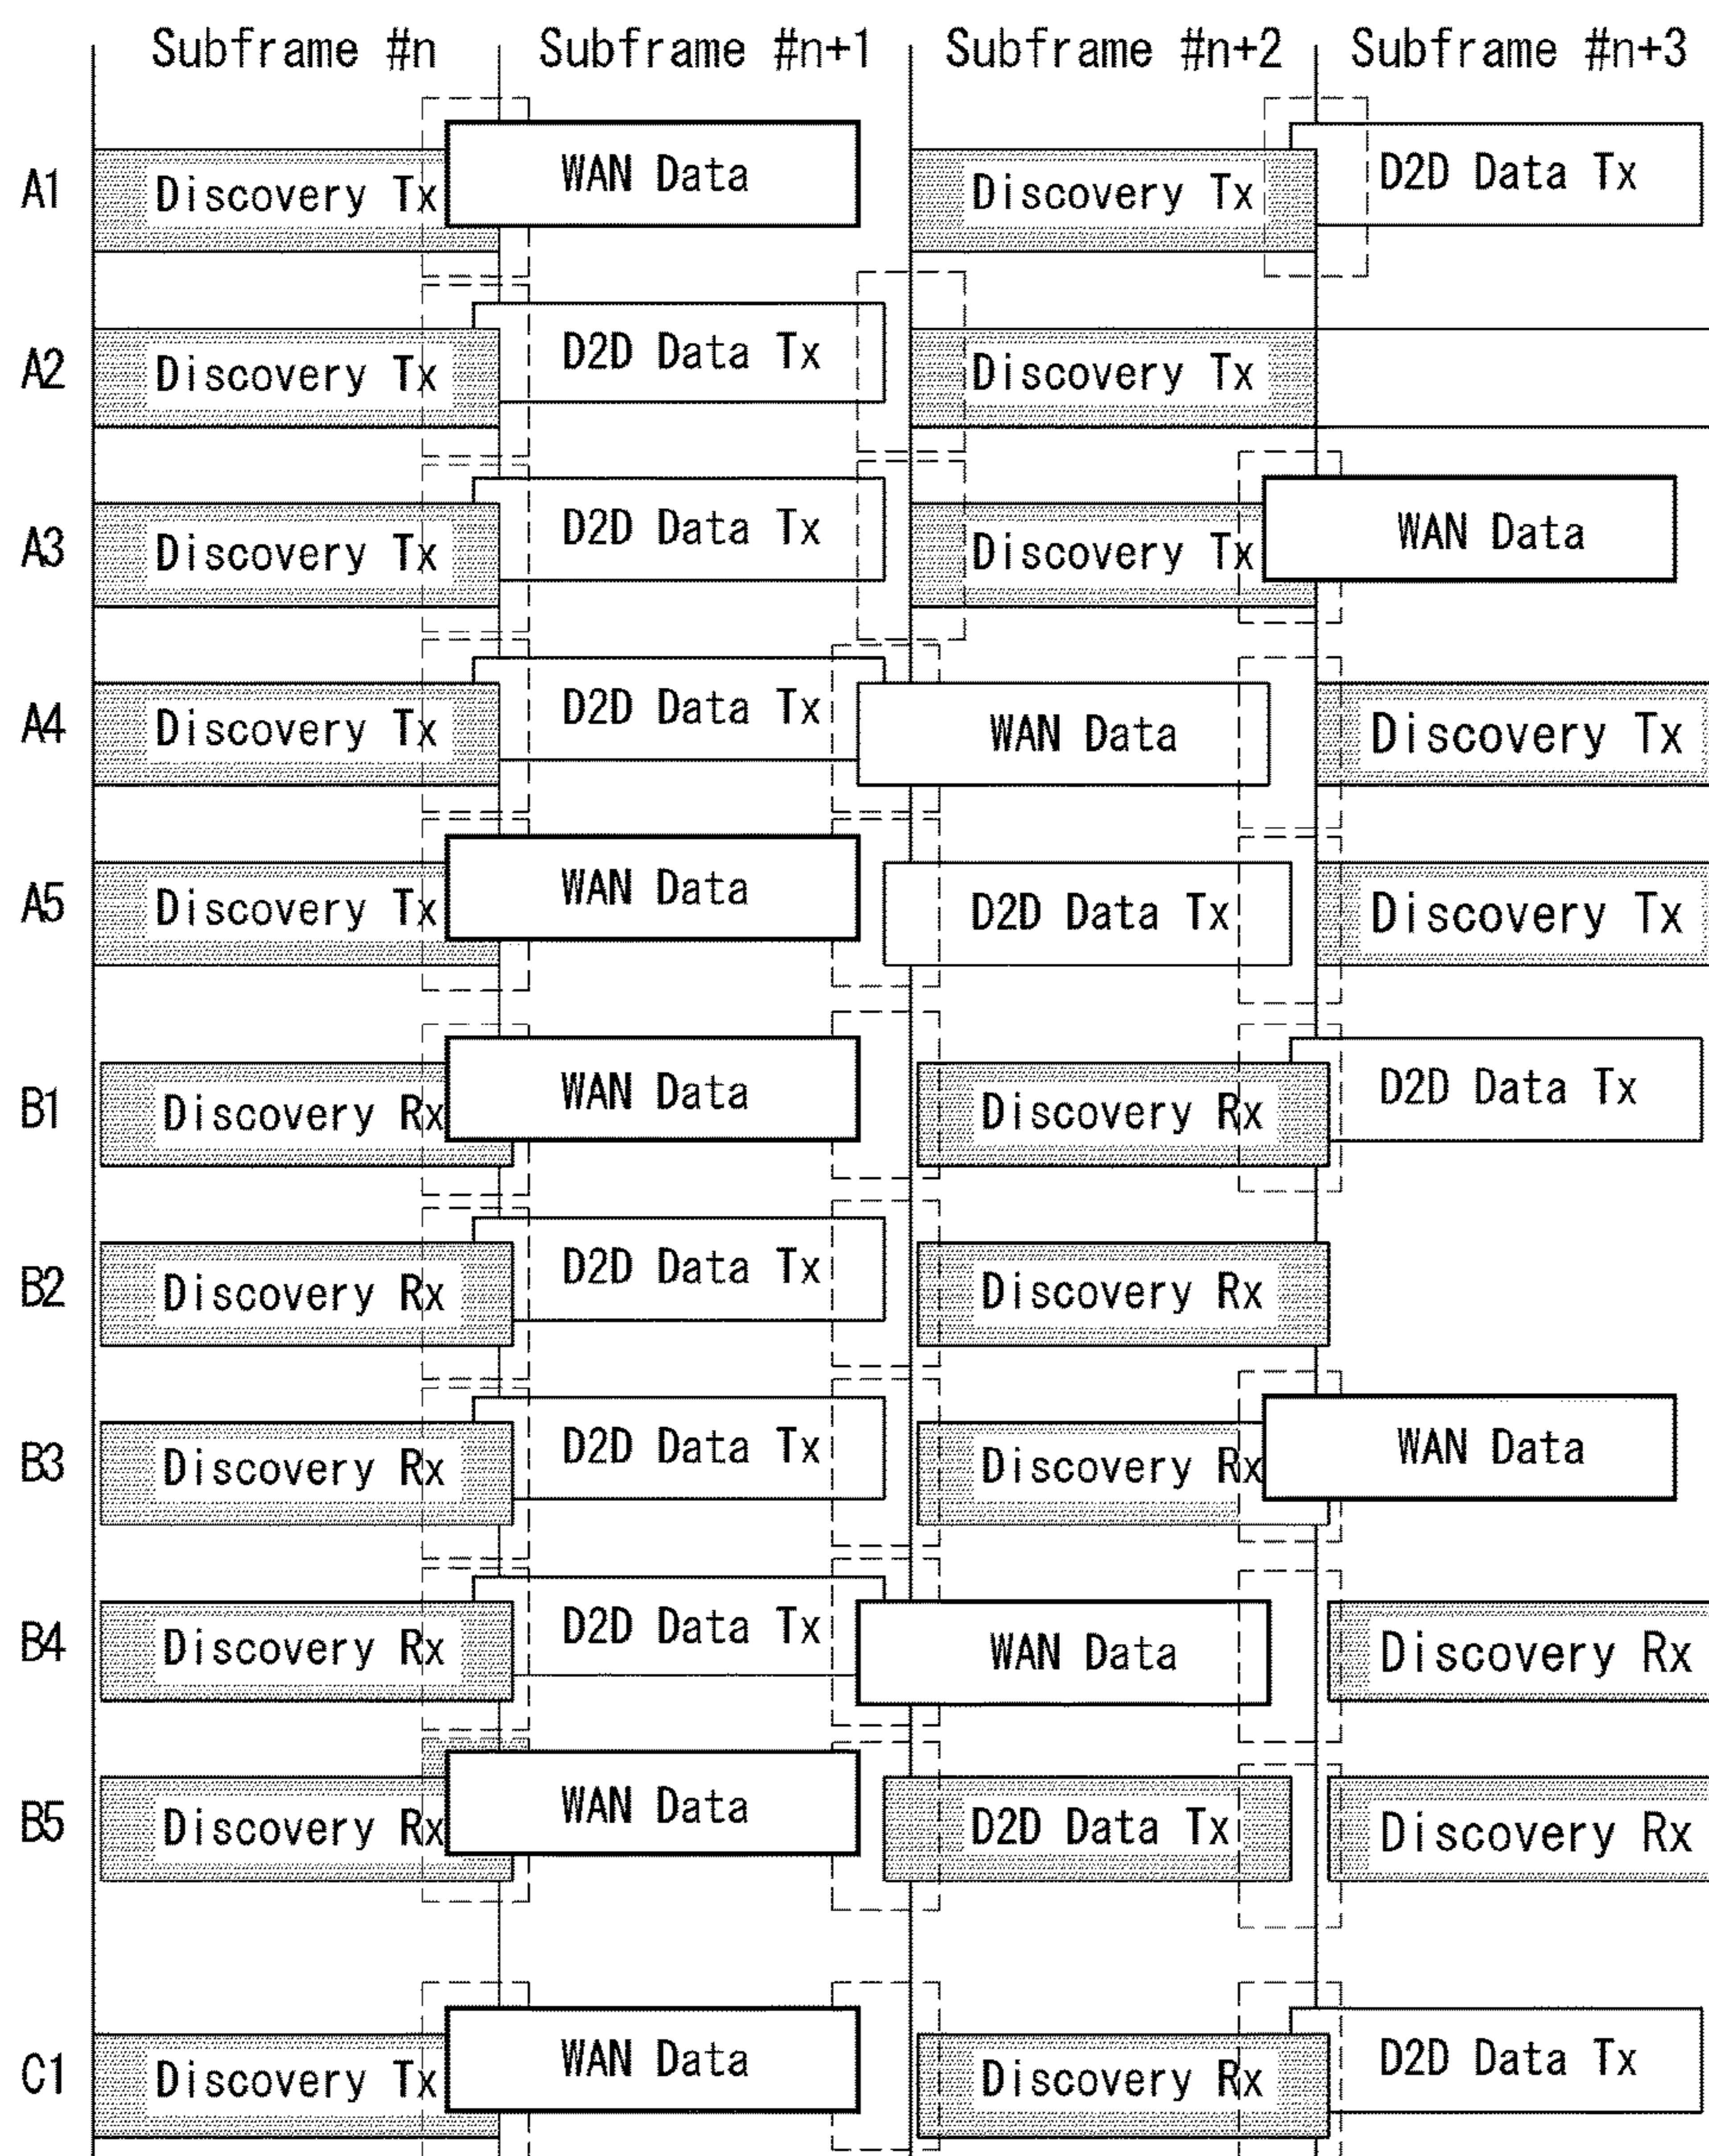 Subframe #n Subframe #n+1 Subframe #n+2 Subframe #n+3
A1 Discovery Tx WAN Data Discovery Tx D2D Data Tx
A2 Discovery Tx D2D Data Tx Discovery Tx
A3 Discovery Tx D2D Data Tx Discovery Tx WAN Data
A4 Discovery Tx D2D Data Tx WAN Data Discovery Tx
A5 Discovery Tx WAN Data D2D Data Tx Discovery Tx
B1 Discovery Rx WAN Data Discovery Rx D2D Data Tx
B2 Discovery Rx D2D Data Tx Discovery Rx
B3 Discovery Rx D2D Data Tx Discovery Rx WAN Data
B4 Discovery Rx D2D Data Tx WAN Data Discovery Rx
B5 Discovery Rx WAN Data D2D Data Tx Discovery Rx
C1 Discovery Tx WAN Data Discovery Rx D2D Data Tx